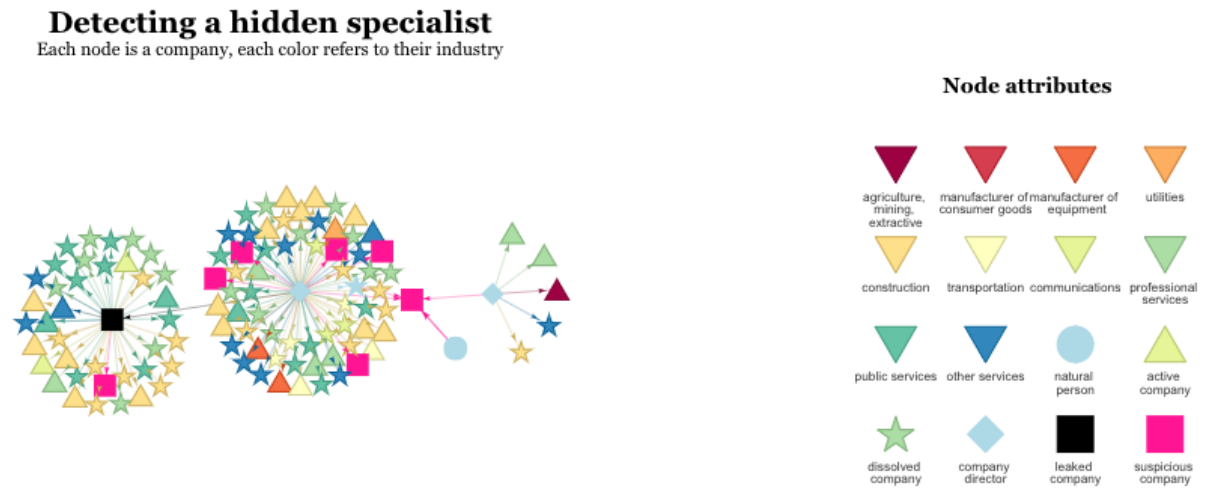 Detecting a hidden specialist
Each node is a company, each color refers to their industry
Node attributes
agriculture,
mining,
extractive
manufacturer of
consumer goods
manufacturer of
equipment
utilities
construction
transportation
communications
professional
services
public services
other services
natural
person
active
company
dissolved
company
company
director
leaked
company
suspicious
company